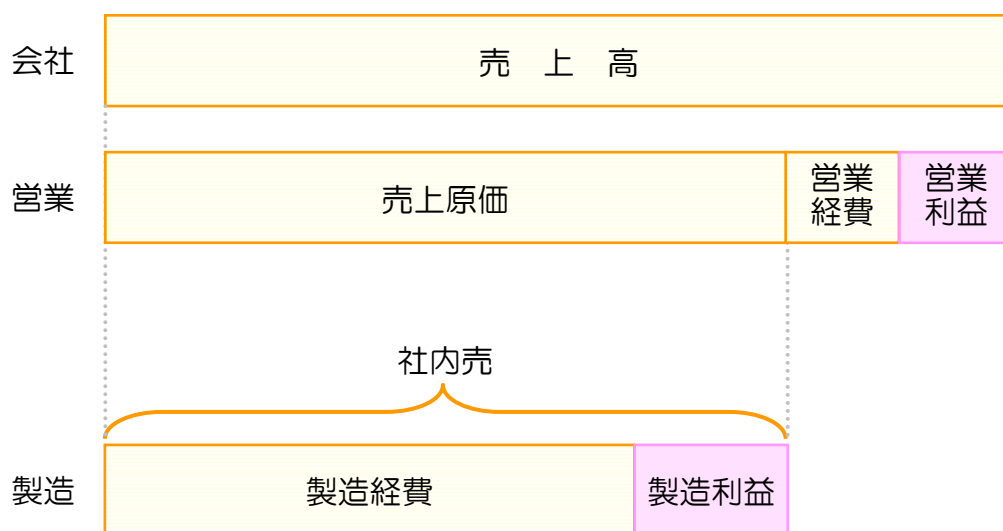 会社
売　上　高
営業
売上原価
営業
経費
営業
利益
社内売
製造
製造経費
製造利益